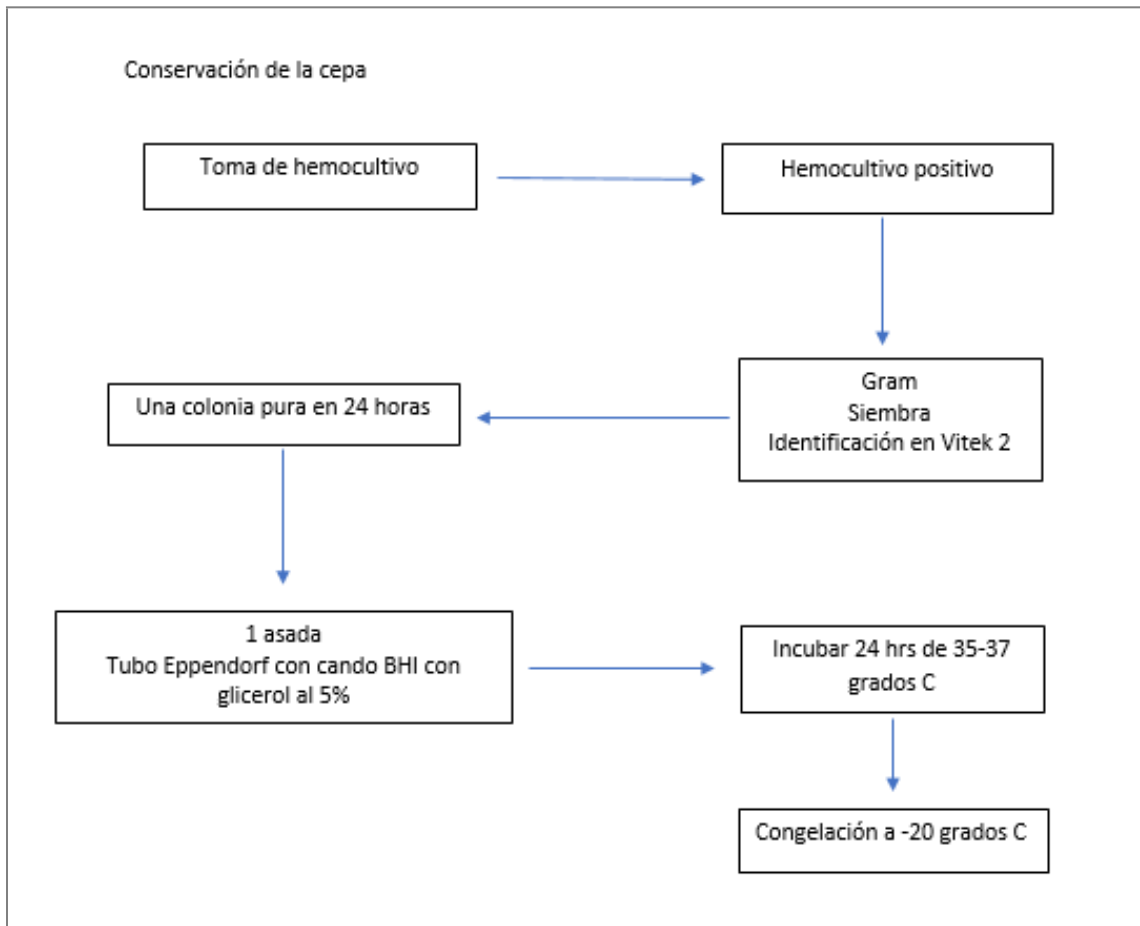 Conservación de la cepa
Toma de hemocultivo
Hemocultivo positivo
Gram
Siembra
Identificación en Vitek 2
Una colonia pura en 24 horas
1 asada
Tubo Eppendorf con cando BHI con
glicerol al 5%
Incubar 24 hrs de 35-37
grados C
Congelación a -20 grados C